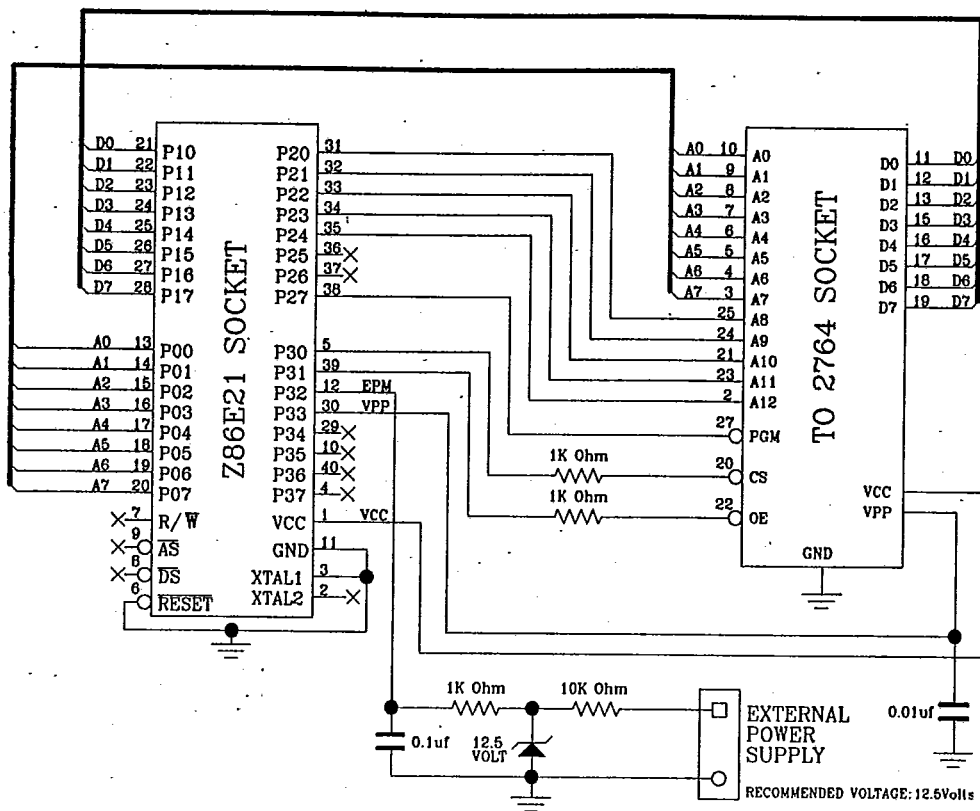 D0 21 P10
D1 22 P11
D2 23 P12
D3 24 P13
D4 25 P14
D5 26 P15
D6 27 P16
D7 28 P17
A0 13 P00
A1 14 P01
A2 15 P02
A3 16 P03
A4 17 P04
A5 18 P05
A6 19 P06
A7 20 P07
7 R/W
9 AS
8 DS
6 RESET
Z86E21 SOCKET
P20 31
P21 32
P22 33
P23 34
P24 35
P25 36
P26 37
P27 38
P30 5
P31 39
P32 12 EPM
P33 30 VPP
P34 29
P35 10
P36 40
P37 4
VCC 1 VCC
GND 11
XTAL1 3
XTAL2 2
1K Ohm
1K Ohm
A0 10 A0
A1 9 A1
A2 8 A2
A3 7 A3
A4 6 A4
A5 5 A5
A6 4 A6
A7 3 A7
25 A8
24 A9
21 A10
23 A11
2 A12
27 PGM
20 CS
22 OE
TO 2764 SOCKET
D0 11 D0
D1 12 D1
D2 13 D2
D3 15 D3
D4 16 D4
D5 17 D5
D6 18 D6
D7 19 D7
VCC
VPP
GND
1K Ohm
10K Ohm
0.1uf
12.5
VOLT
EXTERNAL
POWER
SUPPLY
0.01uf
RECOMMENDED VOLTAGE: 12.5Volts